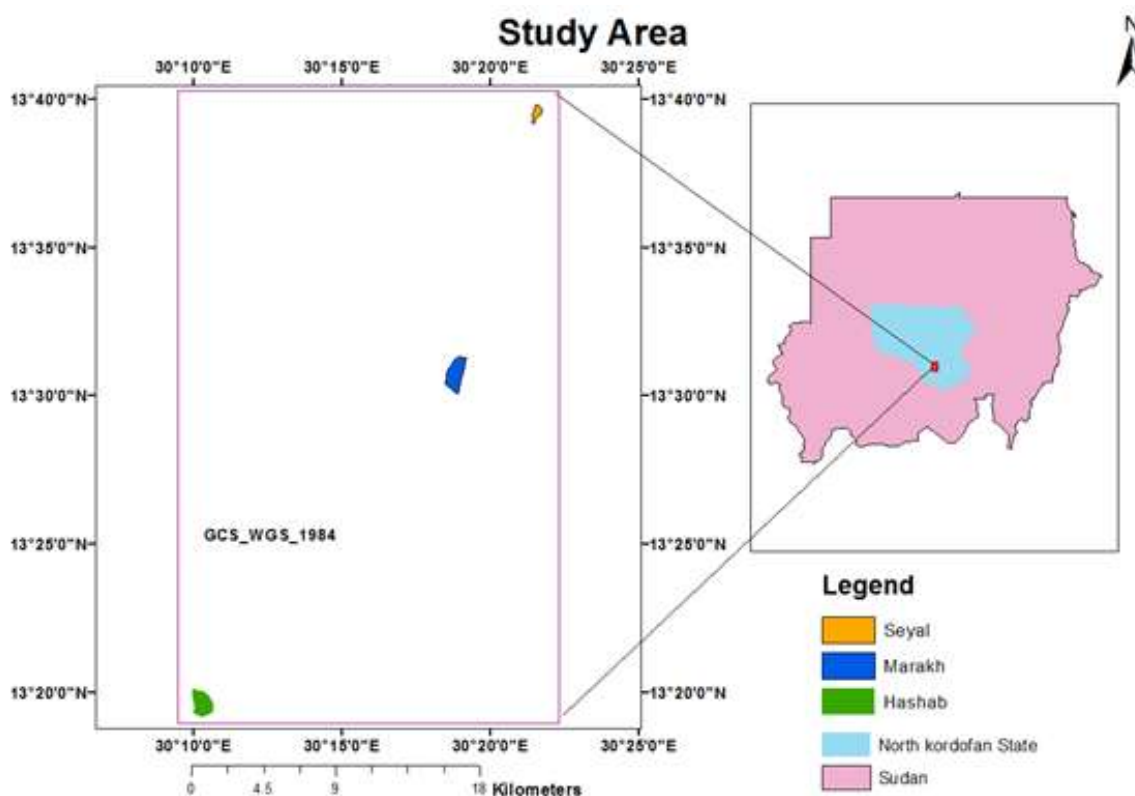 Study Area
N
30°10'0"E 30°15'0"E 30°20'0"E 30°25'0"E
13°40'0"N 13°40'0"N
13°35'0"N 13°35'0"N
13°30'0"N 13°30'0"N
GCS_WGS_1984
13°25'0"N 13°25'0"N
13°20'0"N 13°20'0"N
30°10'0"E 30°15'0"E 30°20'0"E 30°25'0"E
0 4.5 9 18 Kilometers
Legend
Seyal
Marakh
Hashab
North kordofan State
Sudan